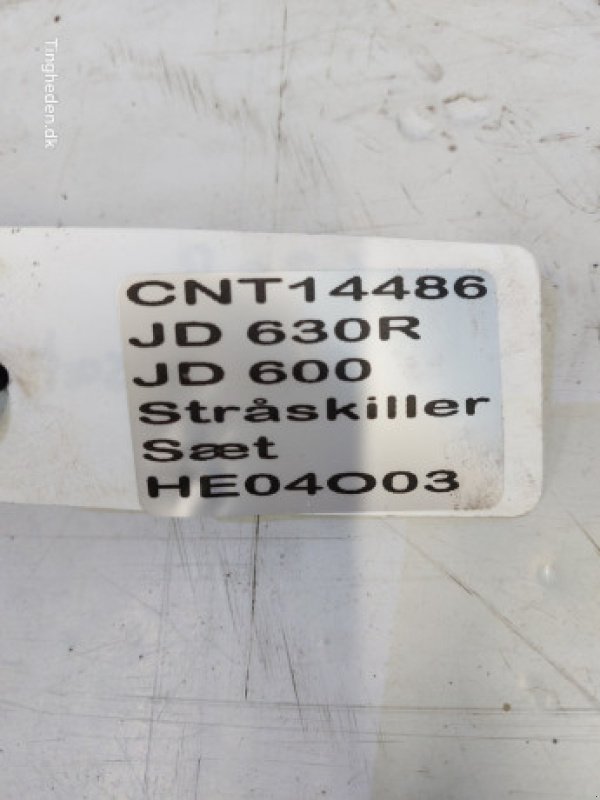 Tingheden.dk
CNT14486
JD 630R
JD 600
Stråskiller
Sæt
HE04O03